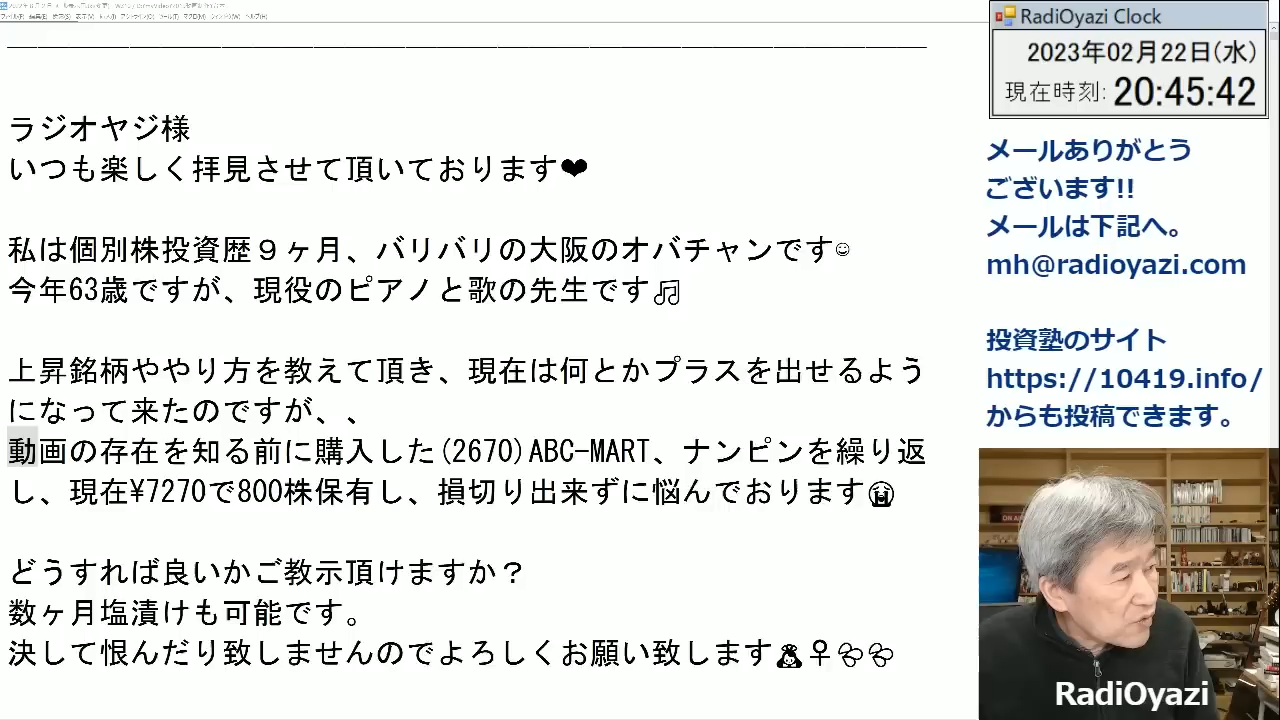 RadiOyazi Clock
2023年02月22日(水)
現在時刻: 20:45:42
ラジオヤジ様
いつも楽しく拝見させて頂いております❤
私は個別株投資歴９ヶ月、バリバリの大阪のオバチャンです☺
今年63歳ですが、現役のピアノと歌の先生です🎵
上昇銘柄ややり方を教えて頂き、現在は何とかプラスを出せるよう
になって来たのですが、、
動画の存在を知る前に購入した(2670)ABC-MART、ナンピンを繰り返
し、現在¥7270で800株保有し、損切り出来ずに悩んでおります😭
どうすれば良いかご教示頂けますか？
数ヶ月塩漬けも可能です。
決して恨んだり致しませんのでよろしくお願い致します🙇♀
メールありがとう
ございます!!
メールは下記へ。
mh@radioyazi.com
投資塾のサイト
https://10419.info/
からも投稿できます。
ON AI
RadiOyazi